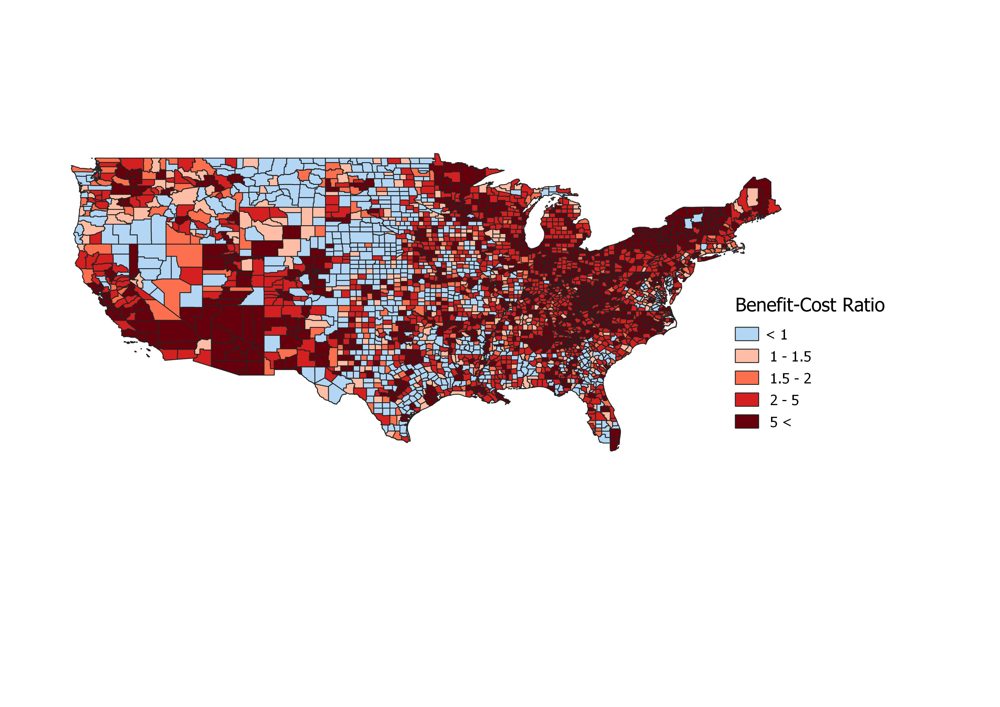 Benefit-Cost Ratio
< 1
1 - 1.5
1.5 - 2
2 - 5
5 <